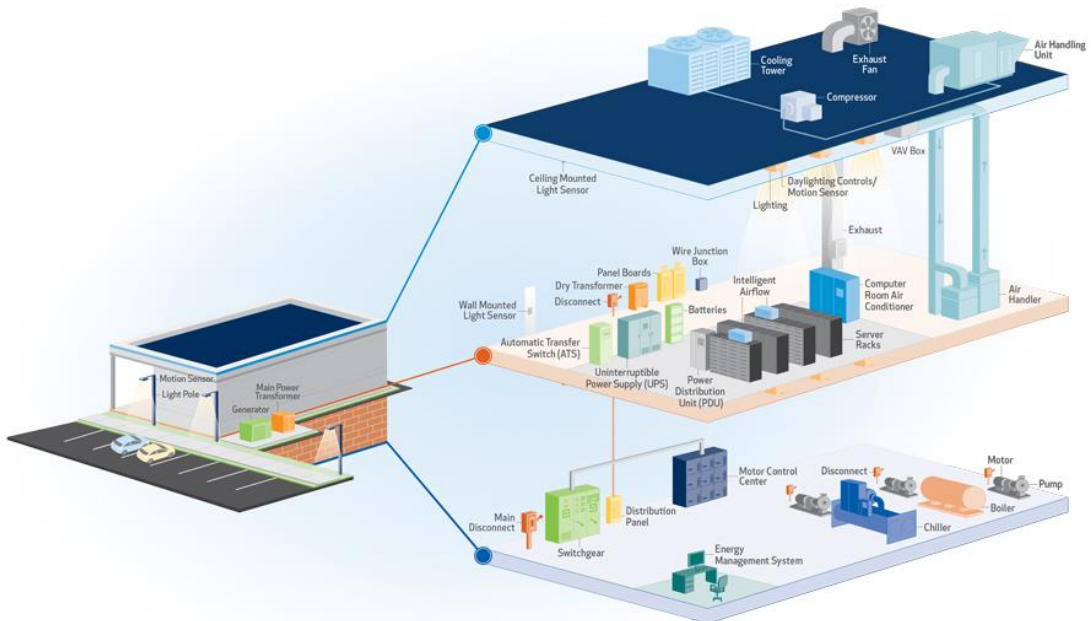 Cooling
Tower
Exhaust
Fan
Air Handling
Unit
Compressor
VAV Box
Ceiling Mounted
Light Sensor
Daylighting Controls/
Motion Sensor
Lighting
Exhaust
Wire Junction
Box
Panel Boards
Dry Transformer
Disconnect
Intelligent
Airflow
Computer
Room Air
Conditioner
Air
Handler
Wall Mounted
Light Sensor
Batteries
Automatic Transfer
Switch (ATS)
Uninterruptible
Power Supply (UPS)
Power
Distribution
Unit (PDU)
Server
Racks
Motion Sensor
Light Pole
Main Power
Transformer
Generator
Motor Control
Center
Disconnect
Motor
Pump
Boiler
Chiller
Main
Disconnect
Switchgear
Distribution
Panel
Energy
Management System